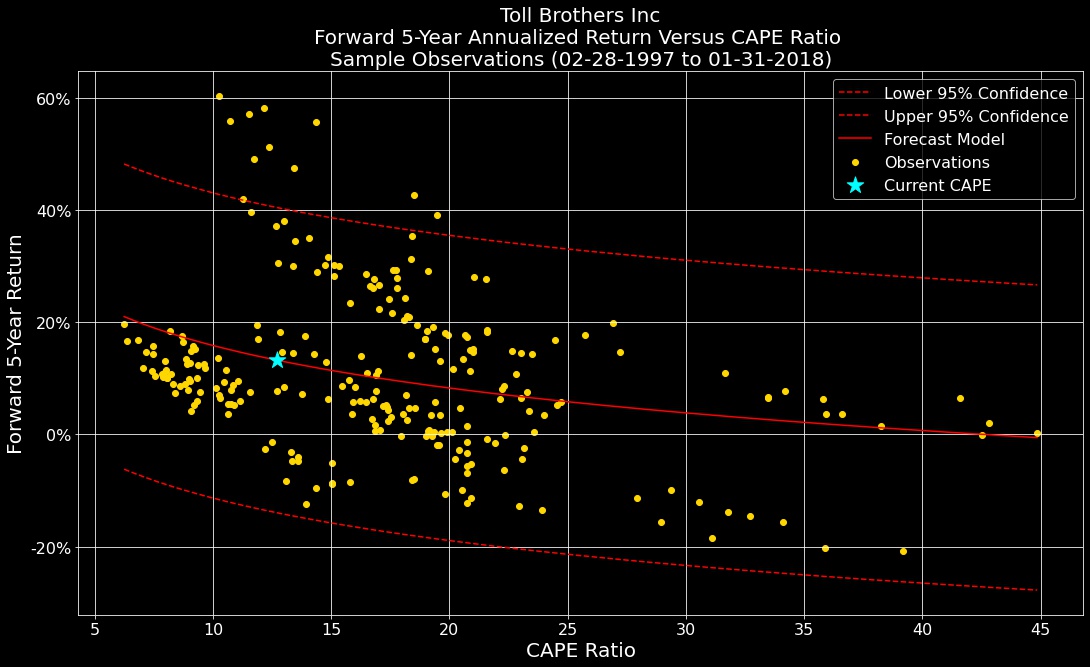 Toll Brothers Inc
Forward 5-Year Annualized Return Versus CAPE Ratio
Sample Observations (02-28-1997 to 01-31-2018)
Lower 95% Confidence
Upper 95% Confidence
Forecast Model
Observations
Current CAPE
Forward 5-Year Return
60%
40%
20%
0%
-20%
5 10 15 20 25 30 35 40 45
CAPE Ratio